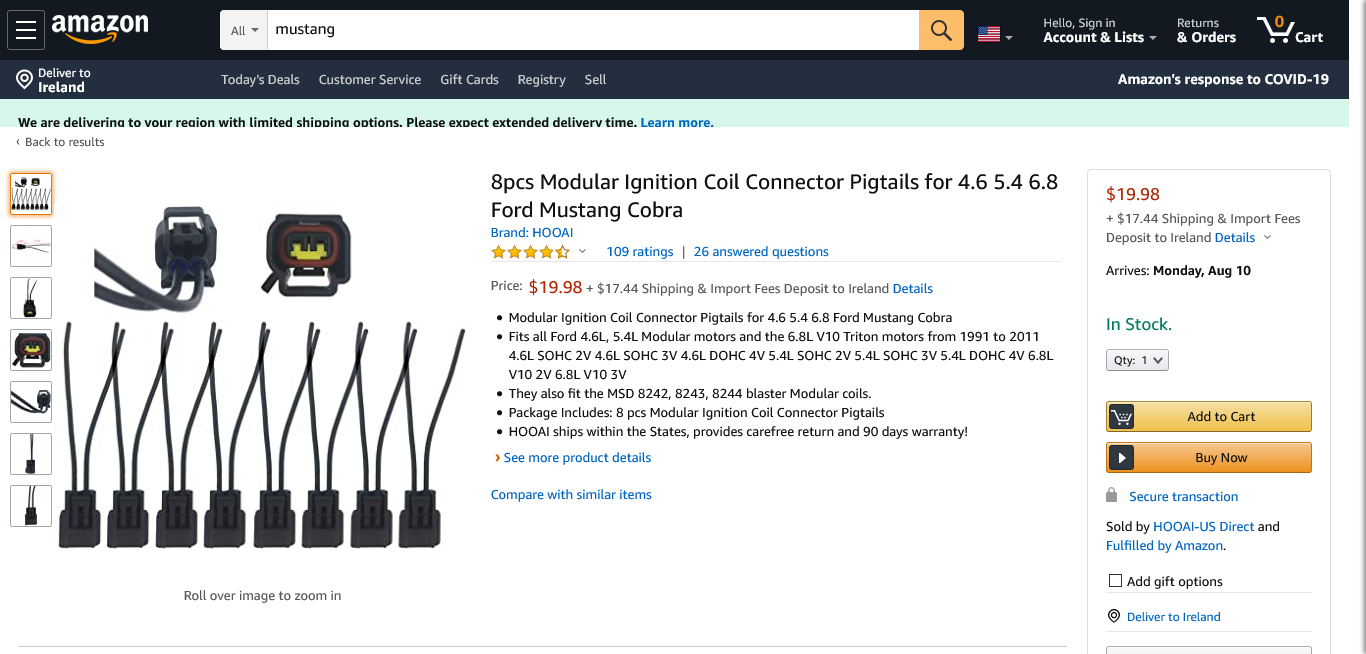 amazon
All
mustang
Hello, Sign in
Account & Lists
Returns
& Orders
0
Cart
Deliver to
Ireland
Today's Deals
Customer Service
Gift Cards
Registry
Sell
Amazon's response to COVID-19
We are delivering to your region with limited shipping options. Please expect extended delivery time. Learn more.
‹ Back to results
8pcs Modular Ignition Coil Connector Pigtails for 4.6 5.4 6.8
Ford Mustang Cobra
Brand: HOOAI
109 ratings | 26 answered questions
Price: $19.98 + $17.44 Shipping & Import Fees Deposit to Ireland Details
• Modular Ignition Coil Connector Pigtails for 4.6 5.4 6.8 Ford Mustang Cobra
• Fits all Ford 4.6L, 5.4L Modular motors and the 6.8L V10 Triton motors from 1991 to 2011
4.6L SOHC 2V 4.6L SOHC 3V 4.6L DOHC 4V 5.4L SOHC 2V 5.4L SOHC 3V 5.4L DOHC 4V 6.8L
V10 2V 6.8L V10 3V
• They also fit the MSD 8242, 8243, 8244 blaster Modular coils.
• Package Includes: 8 pcs Modular Ignition Coil Connector Pigtails
• HOOAI ships within the States, provides carefree return and 90 days warranty!
› See more product details
Compare with similar items
Roll over image to zoom in
$19.98
+ $17.44 Shipping & Import Fees
Deposit to Ireland Details
Arrives: Monday, Aug 10
In Stock.
Qty: 1
Add to Cart
Buy Now
Secure transaction
Sold by HOOAI-US Direct and
Fulfilled by Amazon.
Add gift options
Deliver to Ireland